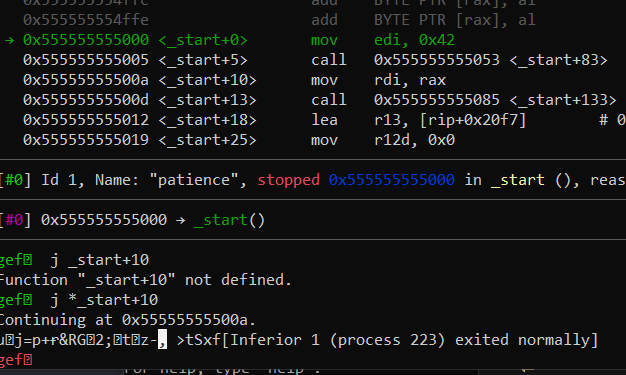 0x555555554ffe add BYTE PTR [rax], al
0x555555554ffe add BYTE PTR [rax], al
→ 0x555555555000 <_start+0> mov edi, 0x42
0x555555555005 <_start+5> call 0x555555555053 <_start+83>
0x55555555500a <_start+10> mov rdi, rax
0x55555555500d <_start+13> call 0x555555555085 <_start+133>
0x555555555012 <_start+18> lea r13, [rip+0x20f7] # 0
0x555555555019 <_start+25> mov r12d, 0x0
[#0] Id 1, Name: "patience", stopped 0x555555555000 in _start (), reas
[#0] 0x555555555000 → _start()
gef j _start+10
Function "_start+10" not defined.
gef j *_start+10
Continuing at 0x55555555500a.
u j=p+r&RG 2; t z-, >tSxf[Inferior 1 (process 223) exited normally]
gef
For help, type "help".